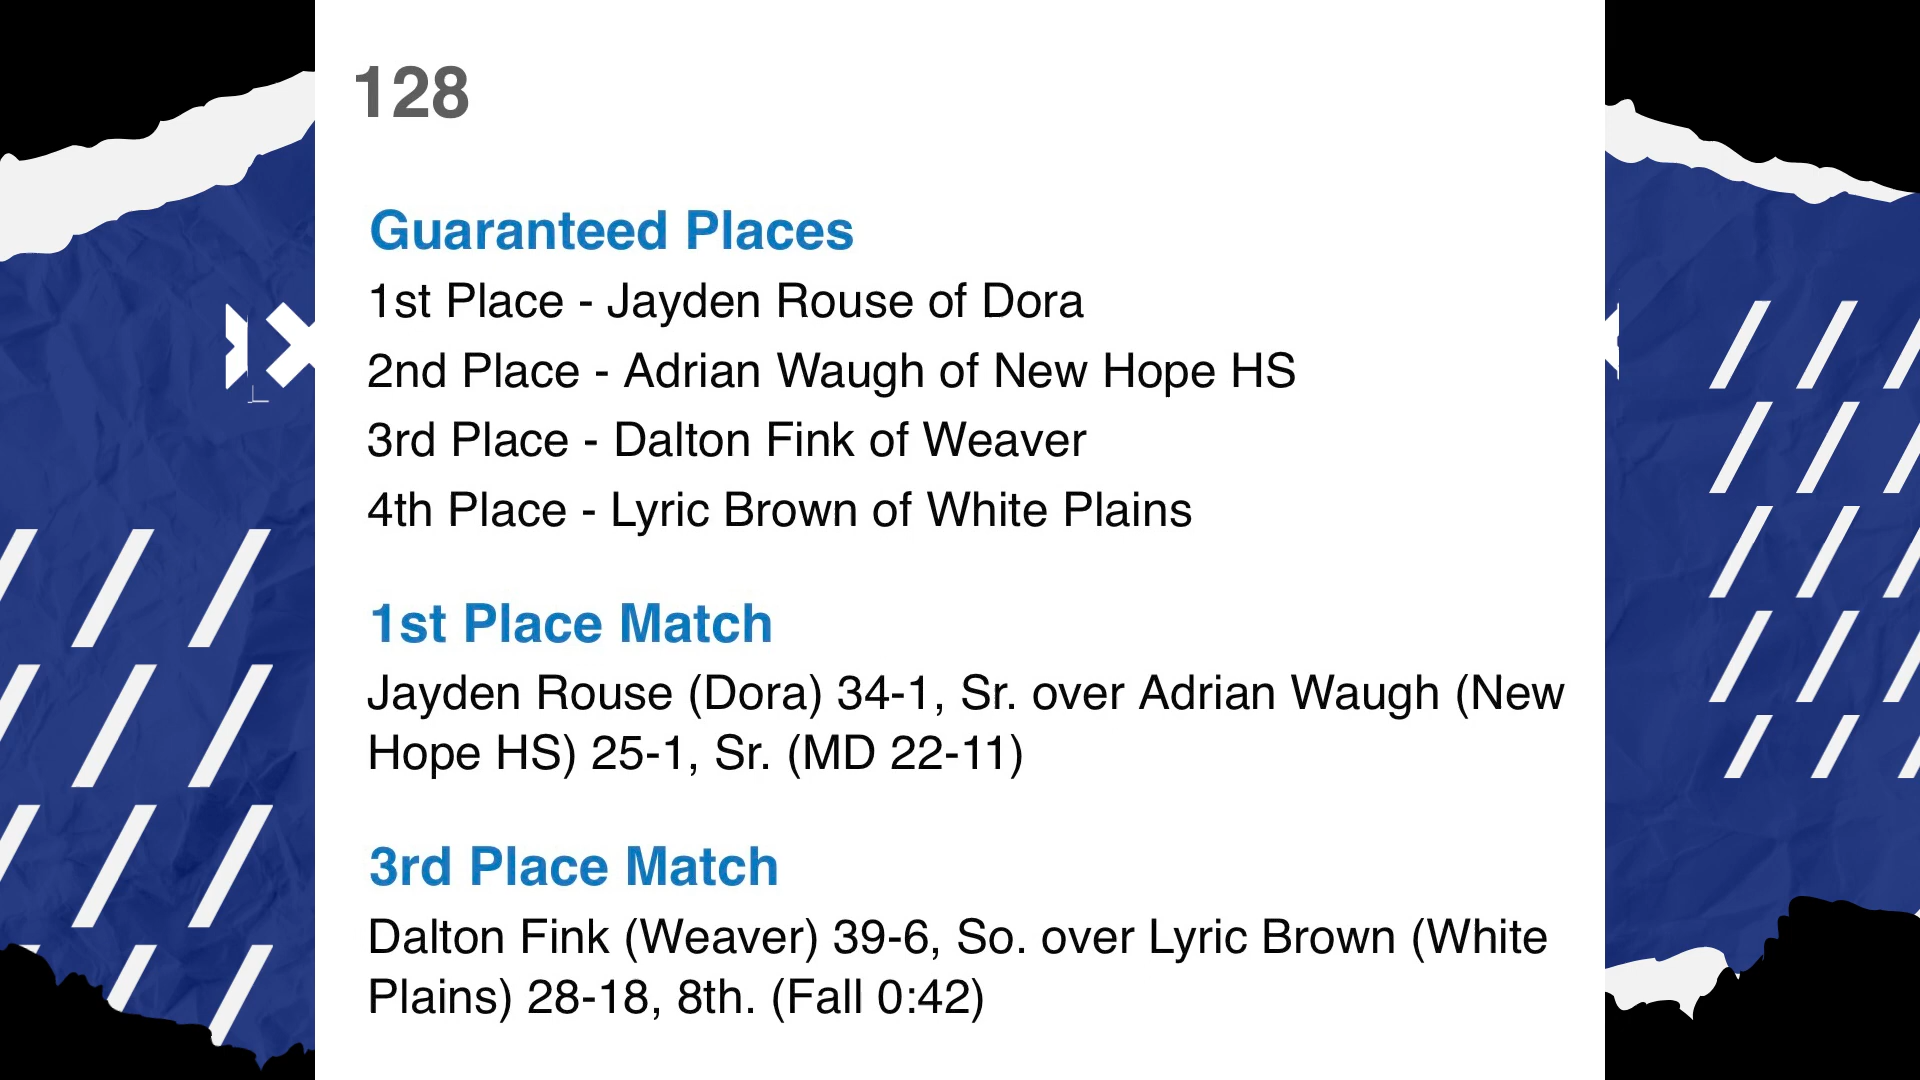 128
Guaranteed Places
1st Place - Jayden Rouse of Dora
2nd Place - Adrian Waugh of New Hope HS
3rd Place - Dalton Fink of Weaver
4th Place - Lyric Brown of White Plains
1st Place Match
Jayden Rouse (Dora) 34-1, Sr. over Adrian Waugh (New
Hope HS) 25-1, Sr. (MD 22-11)
3rd Place Match
Dalton Fink (Weaver) 39-6, So. over Lyric Brown (White
Plains) 28-18, 8th. (Fall 0:42)